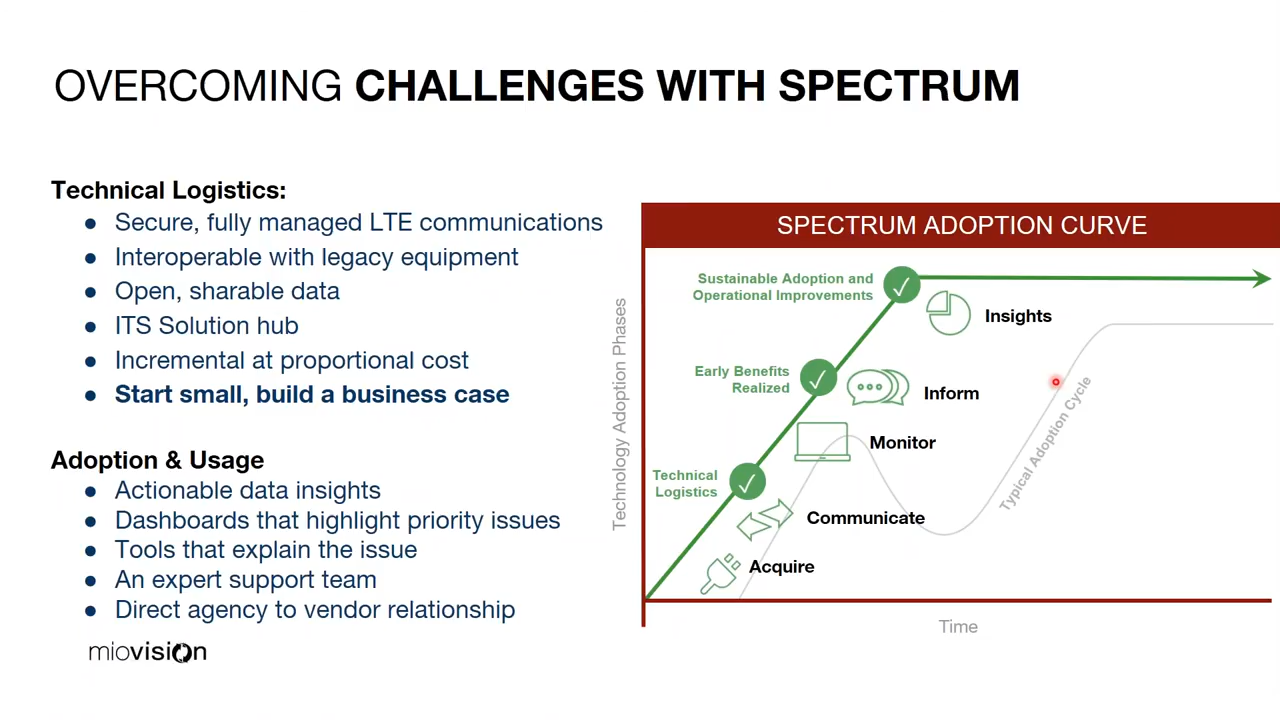 OVERCOMING CHALLENGES WITH SPECTRUM
Technical Logistics:
● Secure, fully managed LTE communications
● Interoperable with legacy equipment
● Open, sharable data
● ITS Solution hub
● Incremental at proportional cost
● Start small, build a business case
Adoption & Usage
● Actionable data insights
● Dashboards that highlight priority issues
● Tools that explain the issue
● An expert support team
● Direct agency to vendor relationship
miovision
SPECTRUM ADOPTION CURVE
Technology Adoption Phases
Sustainable Adoption and
Operational Improvements
Insights
Early Benefits
Realized
Inform
Monitor
Technical
Logistics
Communicate
Acquire
Typical Adoption Cycle
Time